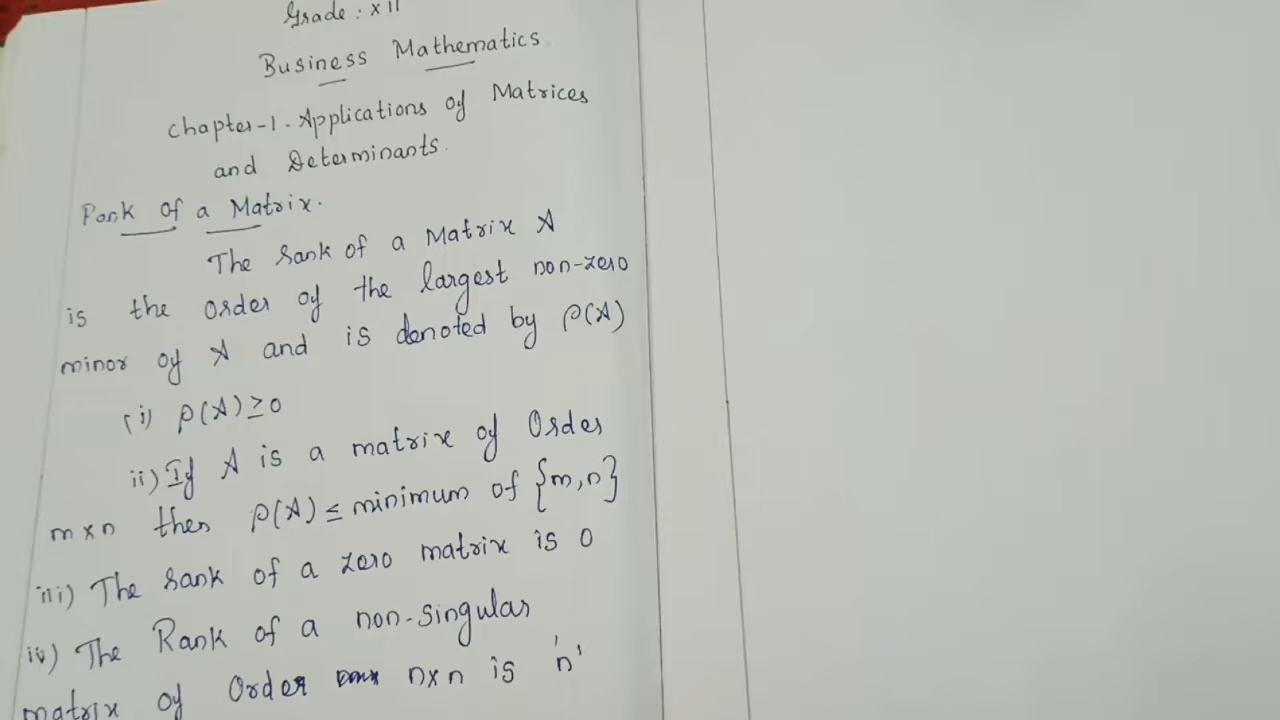 Grade: XII
Business Mathematics
Chapter-1. Applications of Matrices
and Determinants.
Rank of a Matrix.
The rank of a Matrix A
is the order of the largest non-zero
minor of A and is denoted by ρ(A)
(i) ρ(A) ≥ 0
ii) If A is a matrix of Order
m×n then ρ(A) ≤ minimum of {m,n}
iii) The rank of a zero matrix is 0
iv) The Rank of a non-singular
matrix of Order n×n is 'n'